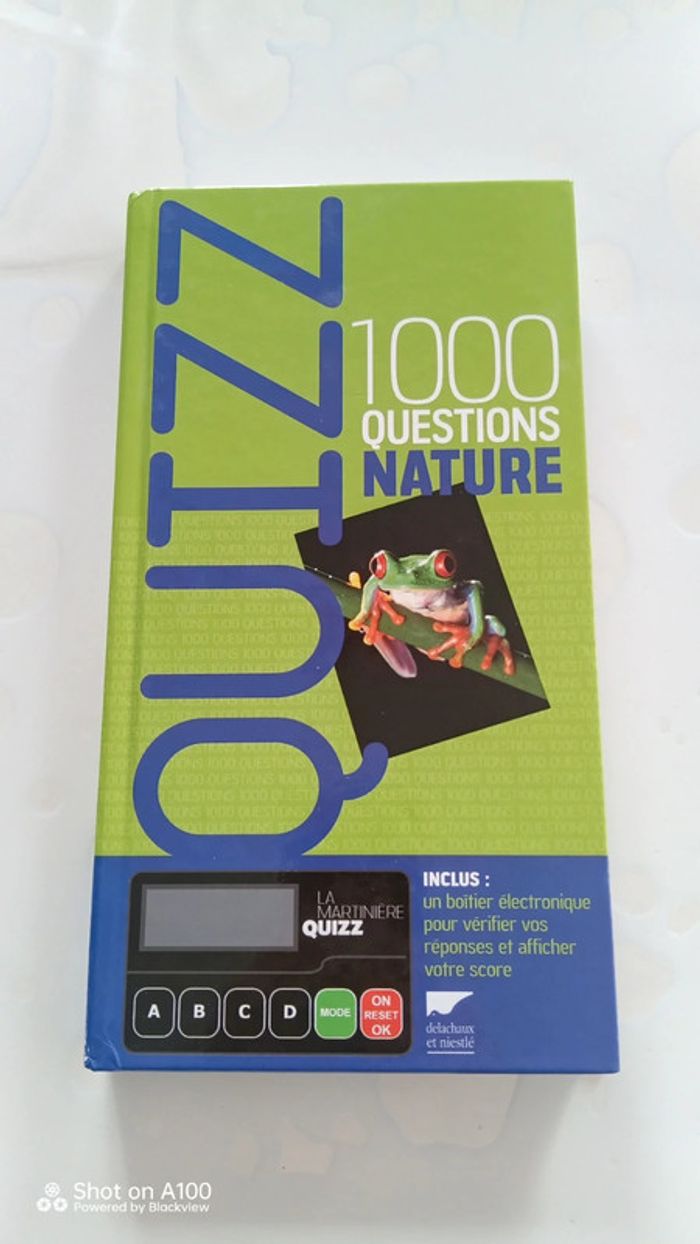 QUIZZ
1000
QUESTIONS
NATURE
LA
MARTINIÈRE
QUIZZ
A B C D MODE ON
RESET
OK
INCLUS :
un boîtier électronique
pour vérifier vos
réponses et afficher
votre score
delachaux
et niestlé
Shot on A100
Powered by Blackview